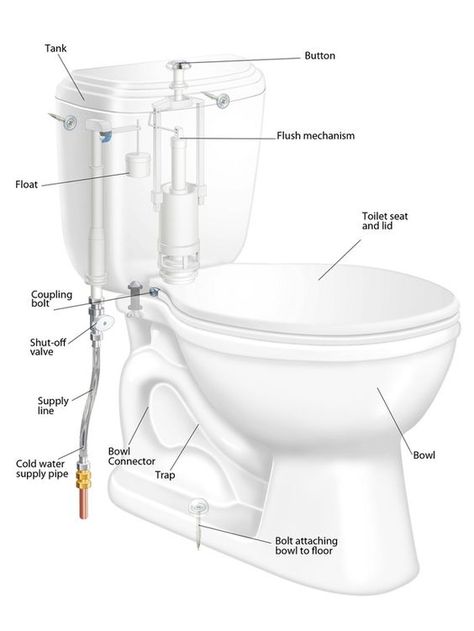 Tank
Button
Flush mechanism
Float
Toilet seat
and lid
Coupling
bolt
Shut-off
valve
Supply
line
Cold water
supply pipe
Bowl
Connector
Trap
Bowl
Bolt attaching
bowl to floor